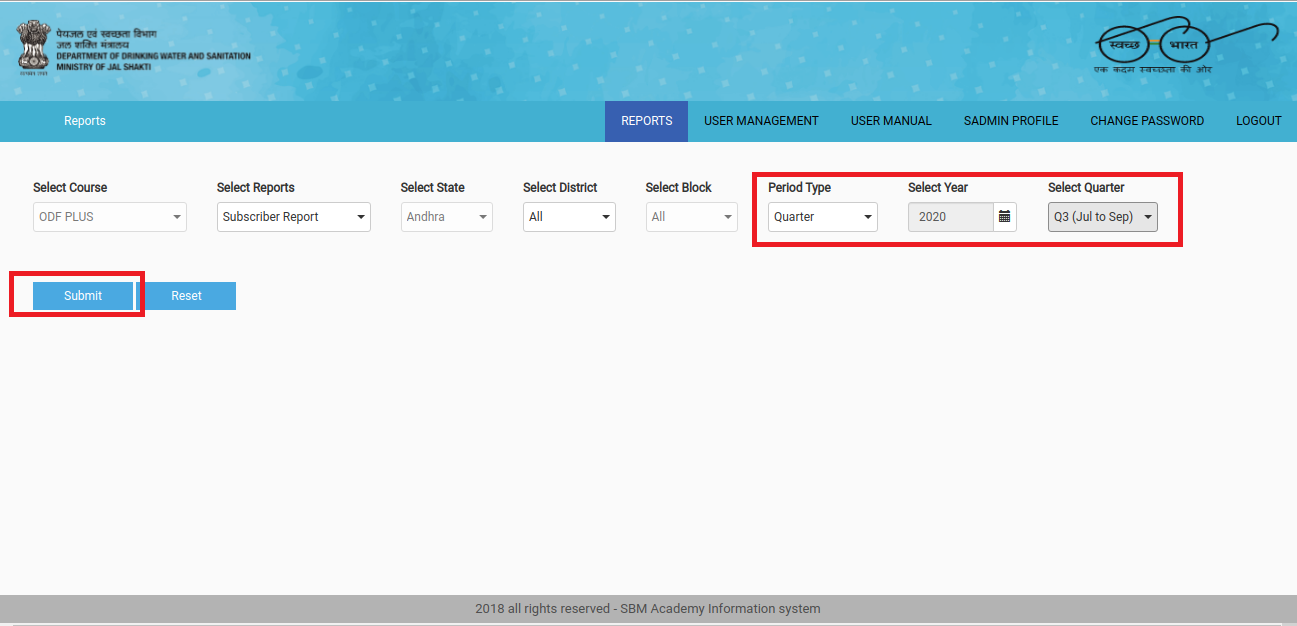 पेयजल एवं स्वच्छता विभाग
जल शक्ति मंत्रालय
DEPARTMENT OF DRINKING WATER AND SANITATION
MINISTRY OF JAL SHAKTI
स्वच्छ भारत
एक कदम स्वच्छता की ओर
Reports REPORTS USER MANAGEMENT USER MANUAL SADMIN PROFILE CHANGE PASSWORD LOGOUT
Select Course Select Reports Select State Select District Select Block Period Type Select Year Select Quarter
ODF PLUS Subscriber Report Andhra All All Quarter 2020 Q3 (Jul to Sep)
Submit Reset
2018 all rights reserved - SBM Academy Information system